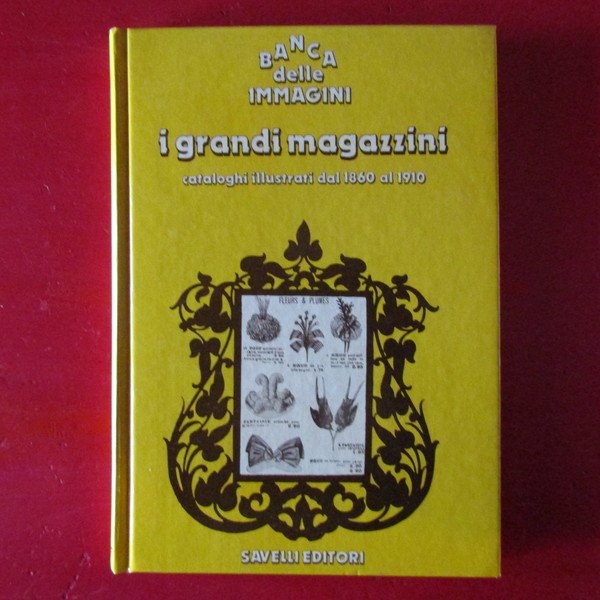 BANCA
delle
IMMAGINI
i grandi magazzini
cataloghi illustrati dal 1860 al 1910
FLEURS & PLUMES
SAVELLI EDITORI